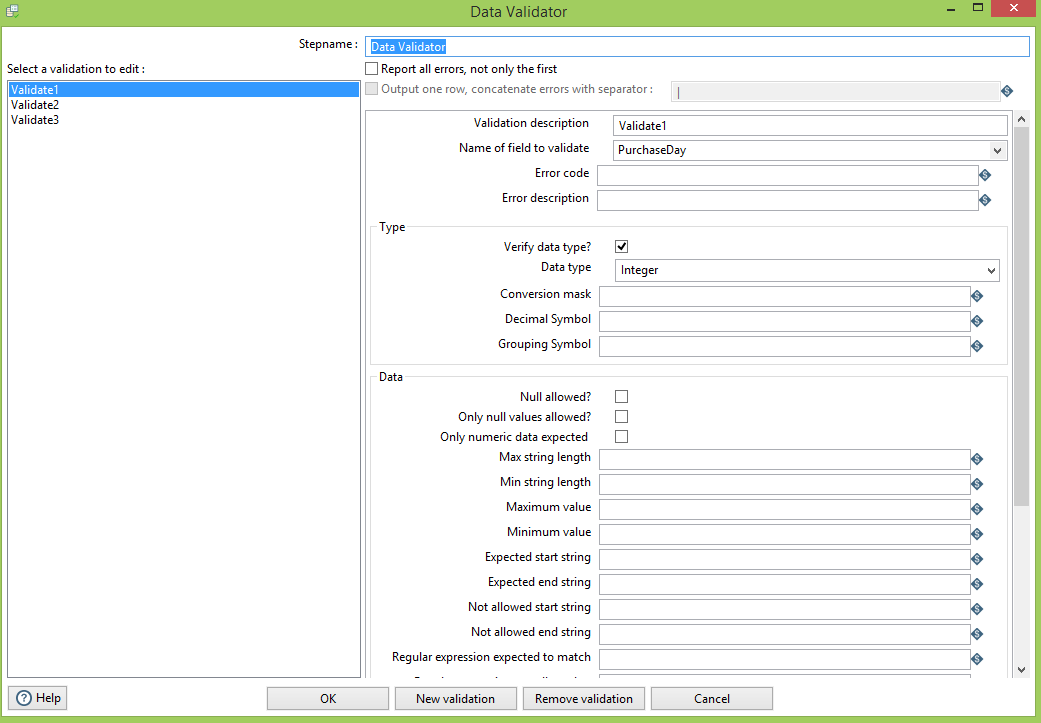 Data Validator
Stepname :
Data Validator
Select a validation to edit :
Report all errors, not only the first
Output one row, concatenate errors with separator :
|
Validate1
Validate2
Validate3
Validation description
Validate1
Name of field to validate
PurchaseDay
Error code
Error description
Type
Verify data type?
Data type
Integer
Conversion mask
Decimal Symbol
Grouping Symbol
Data
Null allowed?
Only null values allowed?
Only numeric data expected
Max string length
Min string length
Maximum value
Minimum value
Expected start string
Expected end string
Not allowed start string
Not allowed end string
Regular expression expected to match
Help
OK
New validation
Remove validation
Cancel